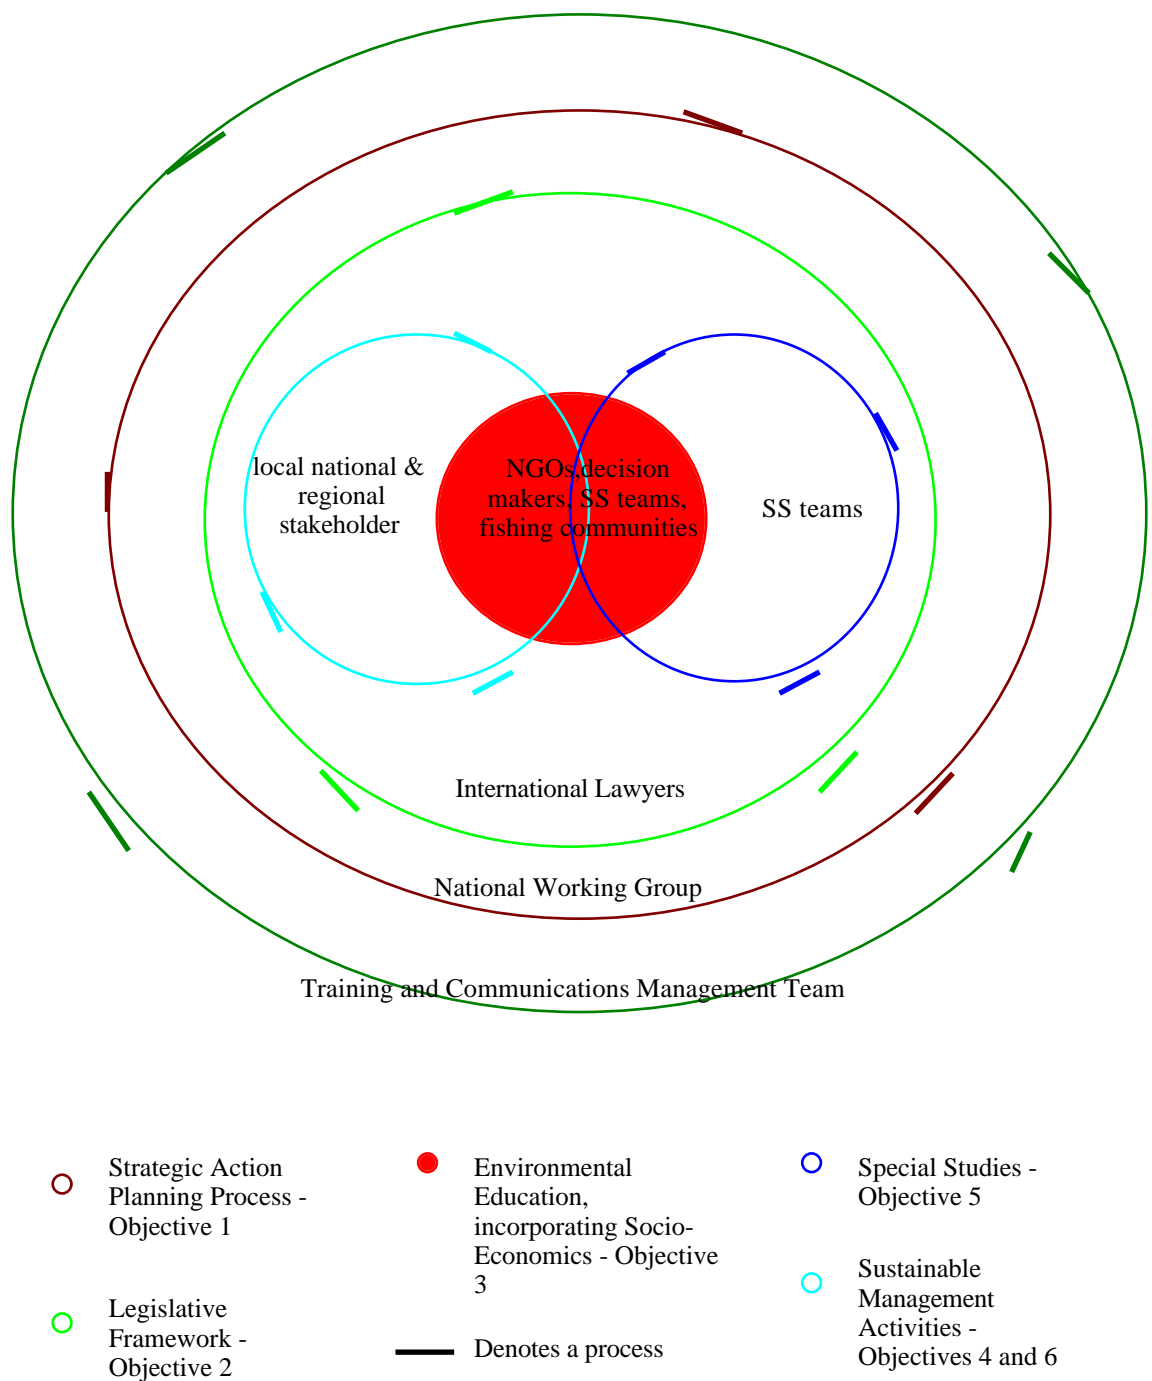 local national &
regional
stakeholder
NGOs,decision
makers, SS teams,
fishing communities
SS teams
International Lawyers
National Working Group
Training and Communications Management Team
Strategic Action
Planning Process -
Objective 1
Legislative
Framework -
Objective 2
Environmental
Education,
incorporating Socio-
Economics - Objective
3
Denotes a process
Special Studies -
Objective 5
Sustainable
Management
Activities -
Objectives 4 and 6